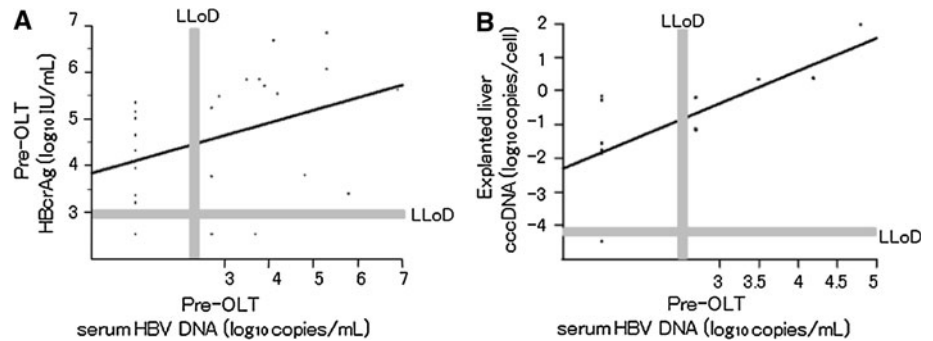 A
LLoD
7
6
5
4
3
Pre-OLT
HBcrAg (log10 IU/mL)
LLoD
3 4 5 6 7
Pre-OLT
serum HBV DNA (log10 copies/mL)
B
LLoD
2
1
0
-1
-2
-3
-4
Explanted liver
cccDNA (log10 copies/cell)
LLoD
3 3.5 4 4.5 5
Pre-OLT
serum HBV DNA (log10 copies/mL)